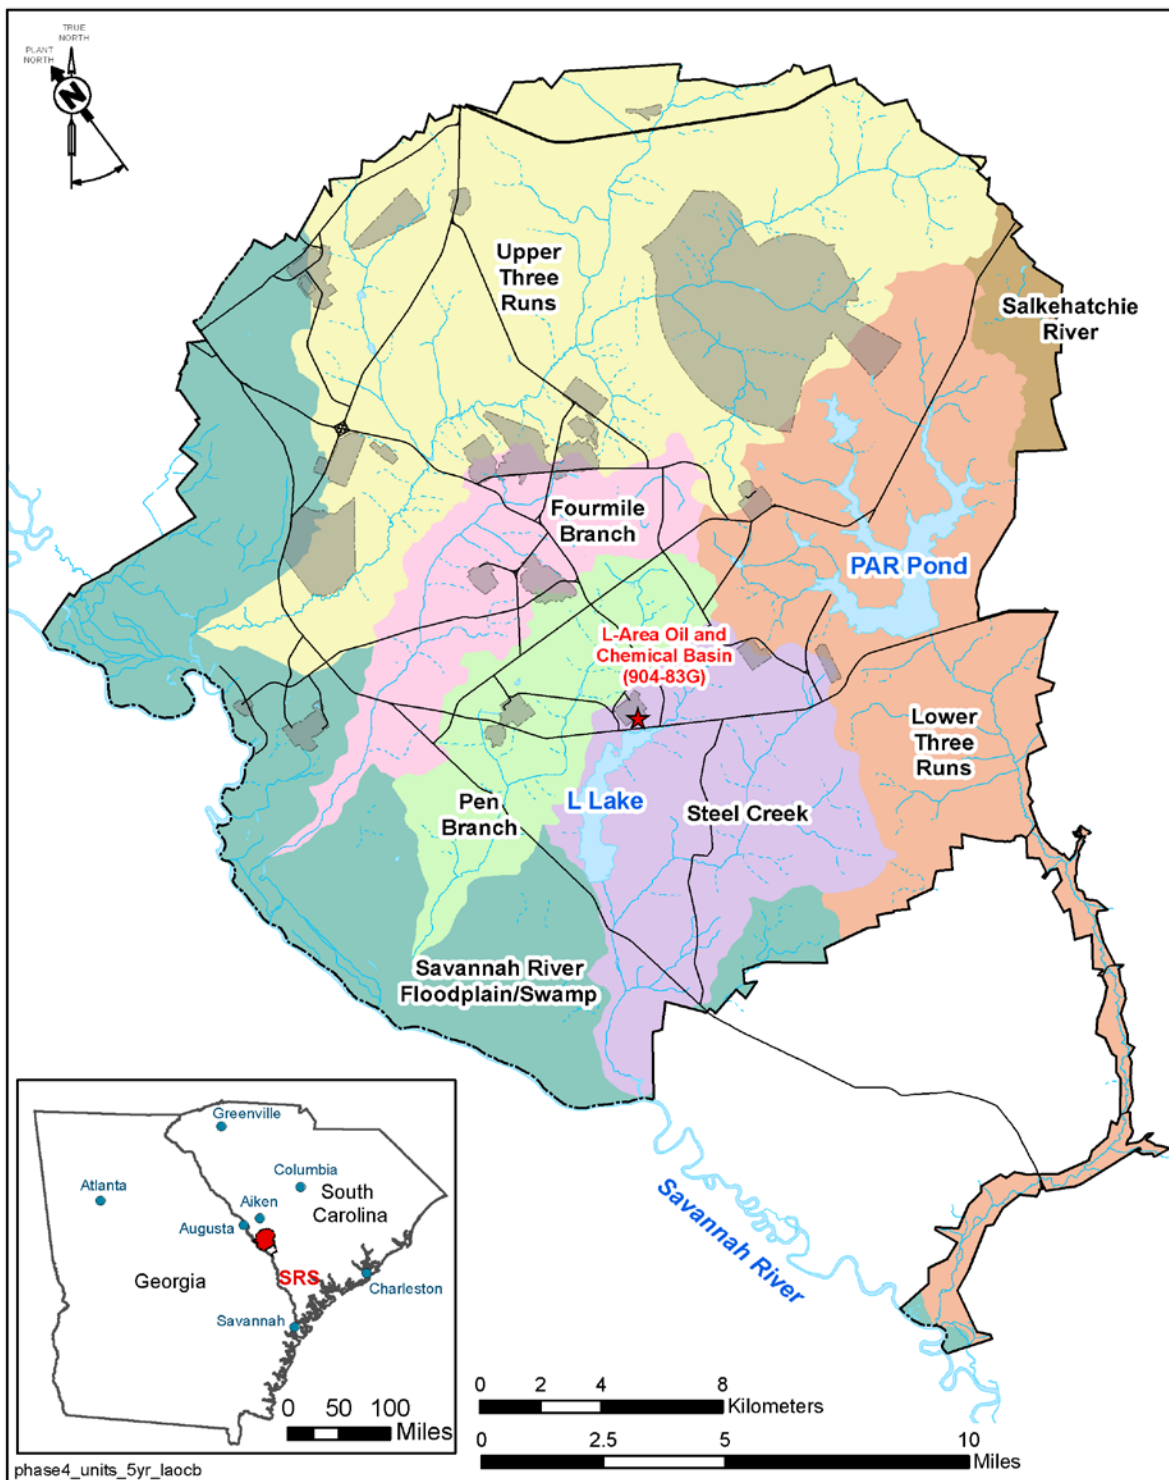 TRUE
NORTH
PLANT
NORTH
N
Upper
Three
Runs
Salkehatchie
River
Fourmile
Branch
PAR Pond
L-Area Oil and
Chemical Basin
(904-83G)
Lower
Three
Runs
Pen
Branch
L Lake
Steel Creek
Savannah River
Floodplain/Swamp
Savannah River
Greenville
Columbia
Atlanta
Aiken
South
Carolina
Augusta
Georgia
SRS
Charleston
Savannah
0 50 100
Miles
0 2 4 8
Kilometers
0 2.5 5 10
Miles
phase4_units_5yr_laocb